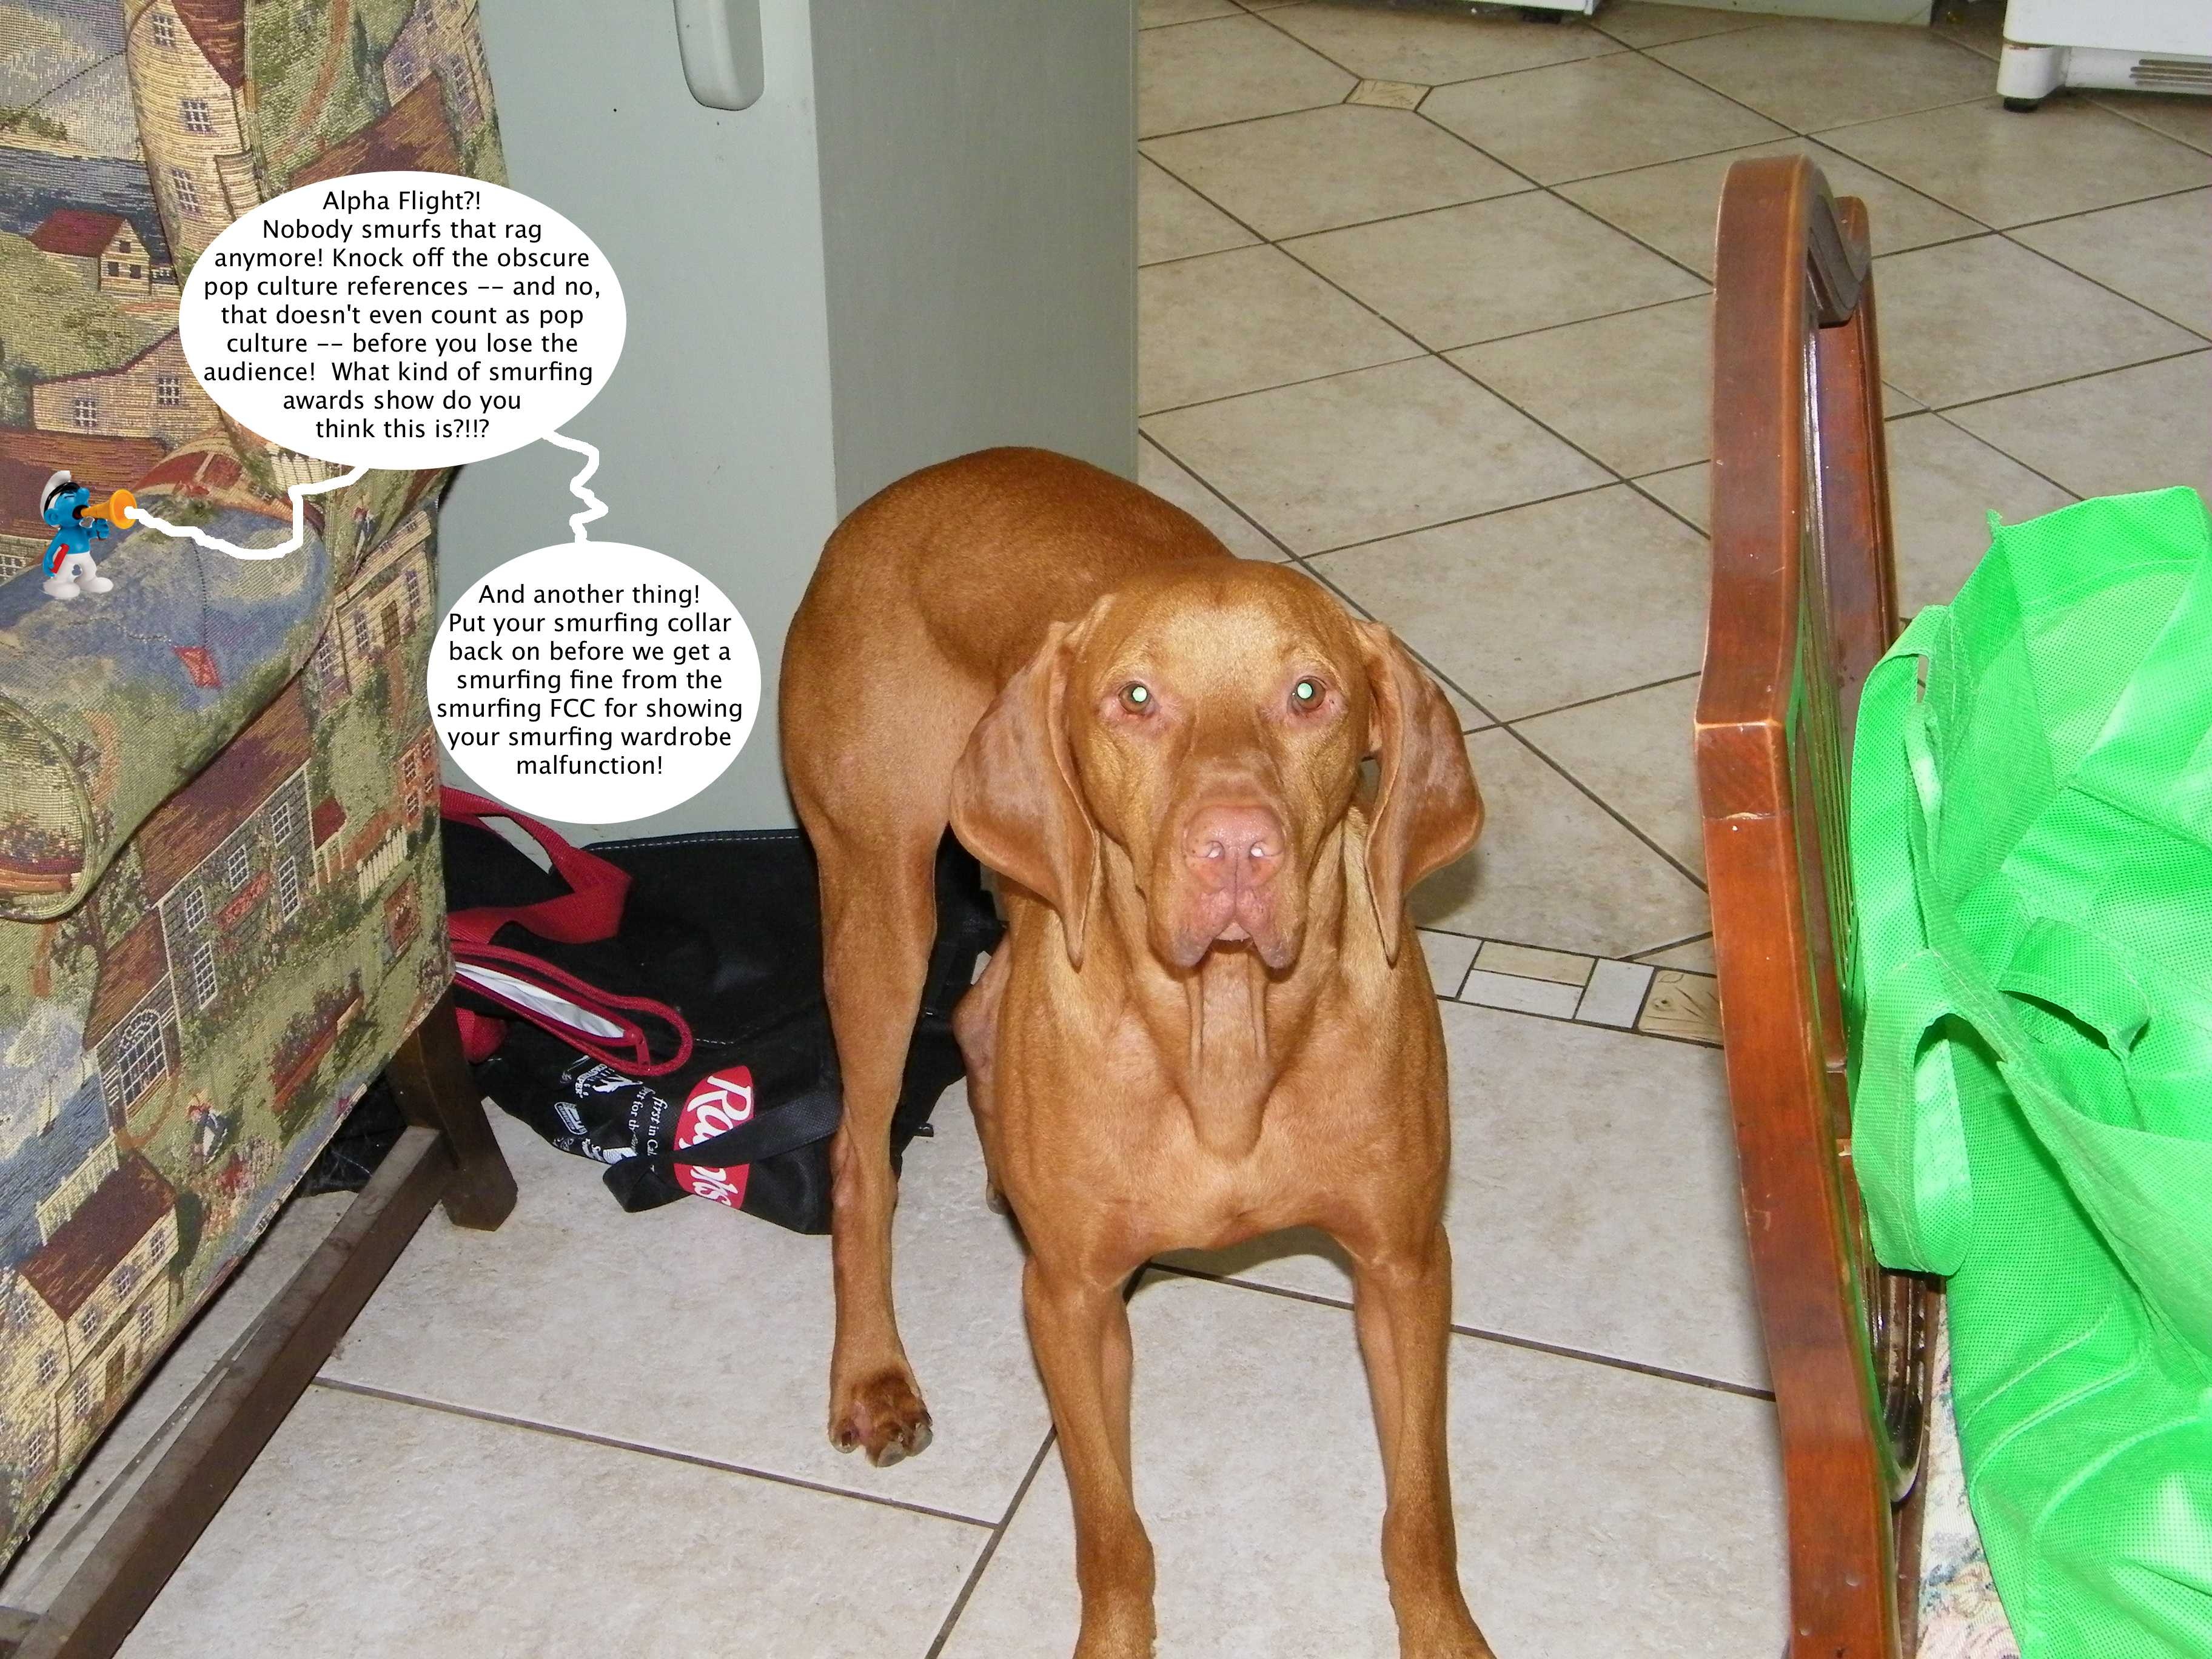 Alpha Flight?!
Nobody smurfs that rag
anymore! Knock off the obscure
pop culture references -- and no,
that doesn't even count as pop
culture -- before you lose the
audience!  What kind of smurfing
awards show do you
think this is?!!?
And another thing!
Put your smurfing collar
back on before we get a
smurfing fine from the
smurfing FCC for showing
your smurfing wardrobe
malfunction!
first in
for